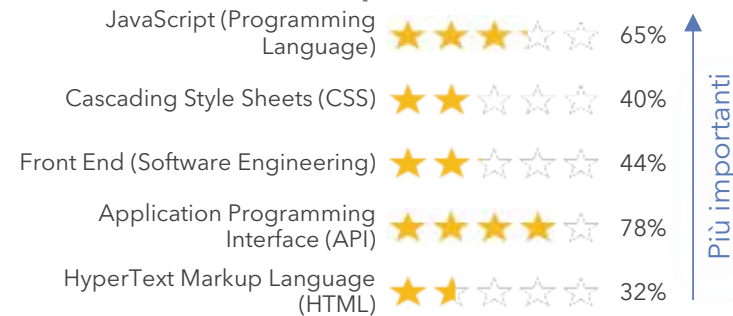 JavaScript (Programming
Language)
65%
Cascading Style Sheets (CSS)
40%
Front End (Software Engineering)
44%
Application Programming
Interface (API)
78%
HyperText Markup Language
(HTML)
32%
Più importanti